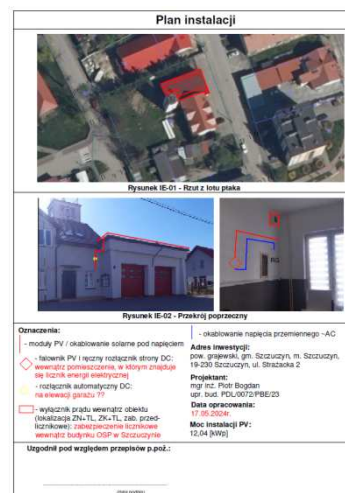 Plan instalacji
Rysunek IE-01 - Rzut z lotu ptaka
Rysunek IE-02 - Przekrój poprzeczny
Oznaczenia:
- moduły PV / okablowanie solarne pod napięciem
- falownik PV i ręczny rozłącznik strony DC:
wewnątrz pomieszczenia, w którym znajduje
się licznik energii elektrycznej
- rozłącznik automatyczny DC:
na elewacji garażu ??
- wyłącznik prądu wewnątrz obiektu
(lokalizacja ZN+TL, ZK+TL, zab. przed-
licznikowe): zabezpieczenie licznikowe
wewnątrz budynku OSP w Szczuczynie
- okablowanie napięcia przemiennego ~AC
Adres inwestycji:
pow. grajewski, gm. Szczuczyn, m. Szczuczyn,
19-230 Szczuczyn, ul. Strażacka 2
Projektant:
mgr inż. Piotr Bogdan
upr. bud. PDL/0072/PBE/23
Data opracowania:
17.05.2024r.
Moc instalacji PV:
12,04 [kWp]
Uzgodnił pod względem przepisów p.poż.: